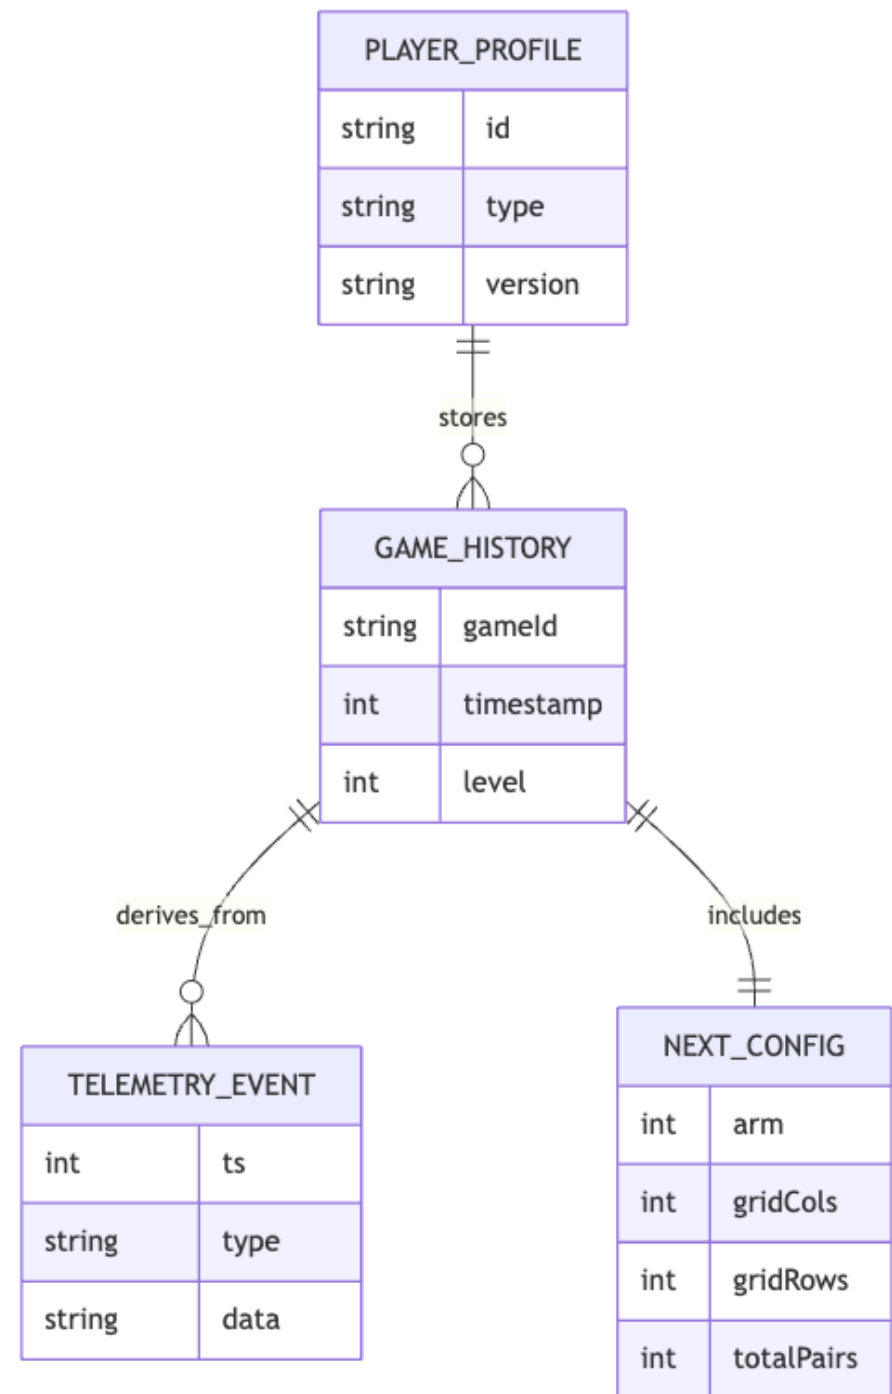 PLAYER_PROFILE
string id
string type
string version
stores
GAME_HISTORY
string gameId
int timestamp
int level
derives_from
includes
TELEMETRY_EVENT
int ts
string type
string data
NEXT_CONFIG
int arm
int gridCols
int gridRows
int totalPairs